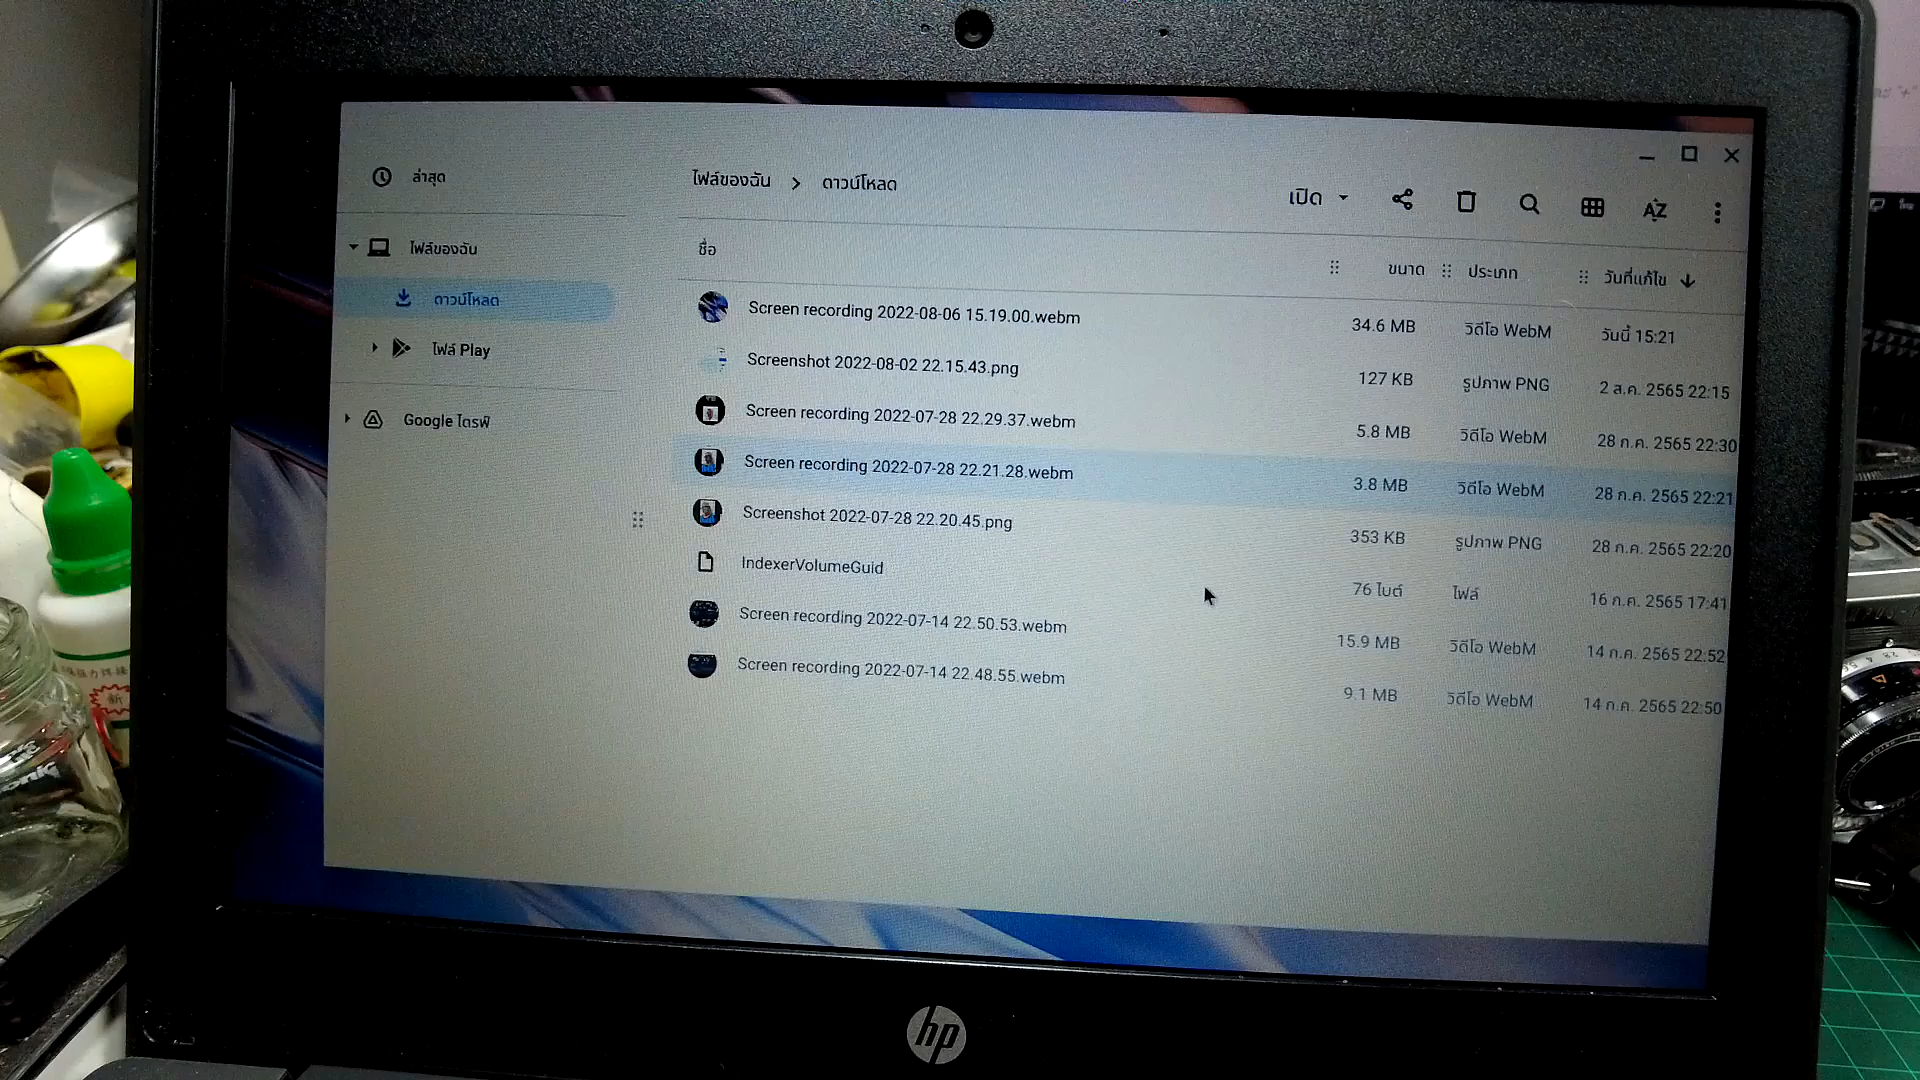 ล่าสุด
ไฟล์ของฉัน
ดาวน์โหลด
ไฟล์ Play
Google ไดรฟ์
ไฟล์ของฉัน > ดาวน์โหลด
เปิด
AZ
ชื่อ ขนาด ประเภท วันที่แก้ไข
Screen recording 2022-08-06 15.19.00.webm 34.6 MB วิดีโอ WebM วันนี้ 15:21
Screenshot 2022-08-02 22.15.43.png 127 KB รูปภาพ PNG 2 ส.ค. 2565 22:15
Screen recording 2022-07-28 22.29.37.webm 5.8 MB วิดีโอ WebM 28 ก.ค. 2565 22:30
Screen recording 2022-07-28 22.21.28.webm 3.8 MB วิดีโอ WebM 28 ก.ค. 2565 22:21
Screenshot 2022-07-28 22.20.45.png 353 KB รูปภาพ PNG 28 ก.ค. 2565 22:20
IndexerVolumeGuid 76 ไบต์ ไฟล์ 16 ก.ค. 2565 17:41
Screen recording 2022-07-14 22.50.53.webm 15.9 MB วิดีโอ WebM 14 ก.ค. 2565 22:52
Screen recording 2022-07-14 22.48.55.webm 9.1 MB วิดีโอ WebM 14 ก.ค. 2565 22:50
hp
新